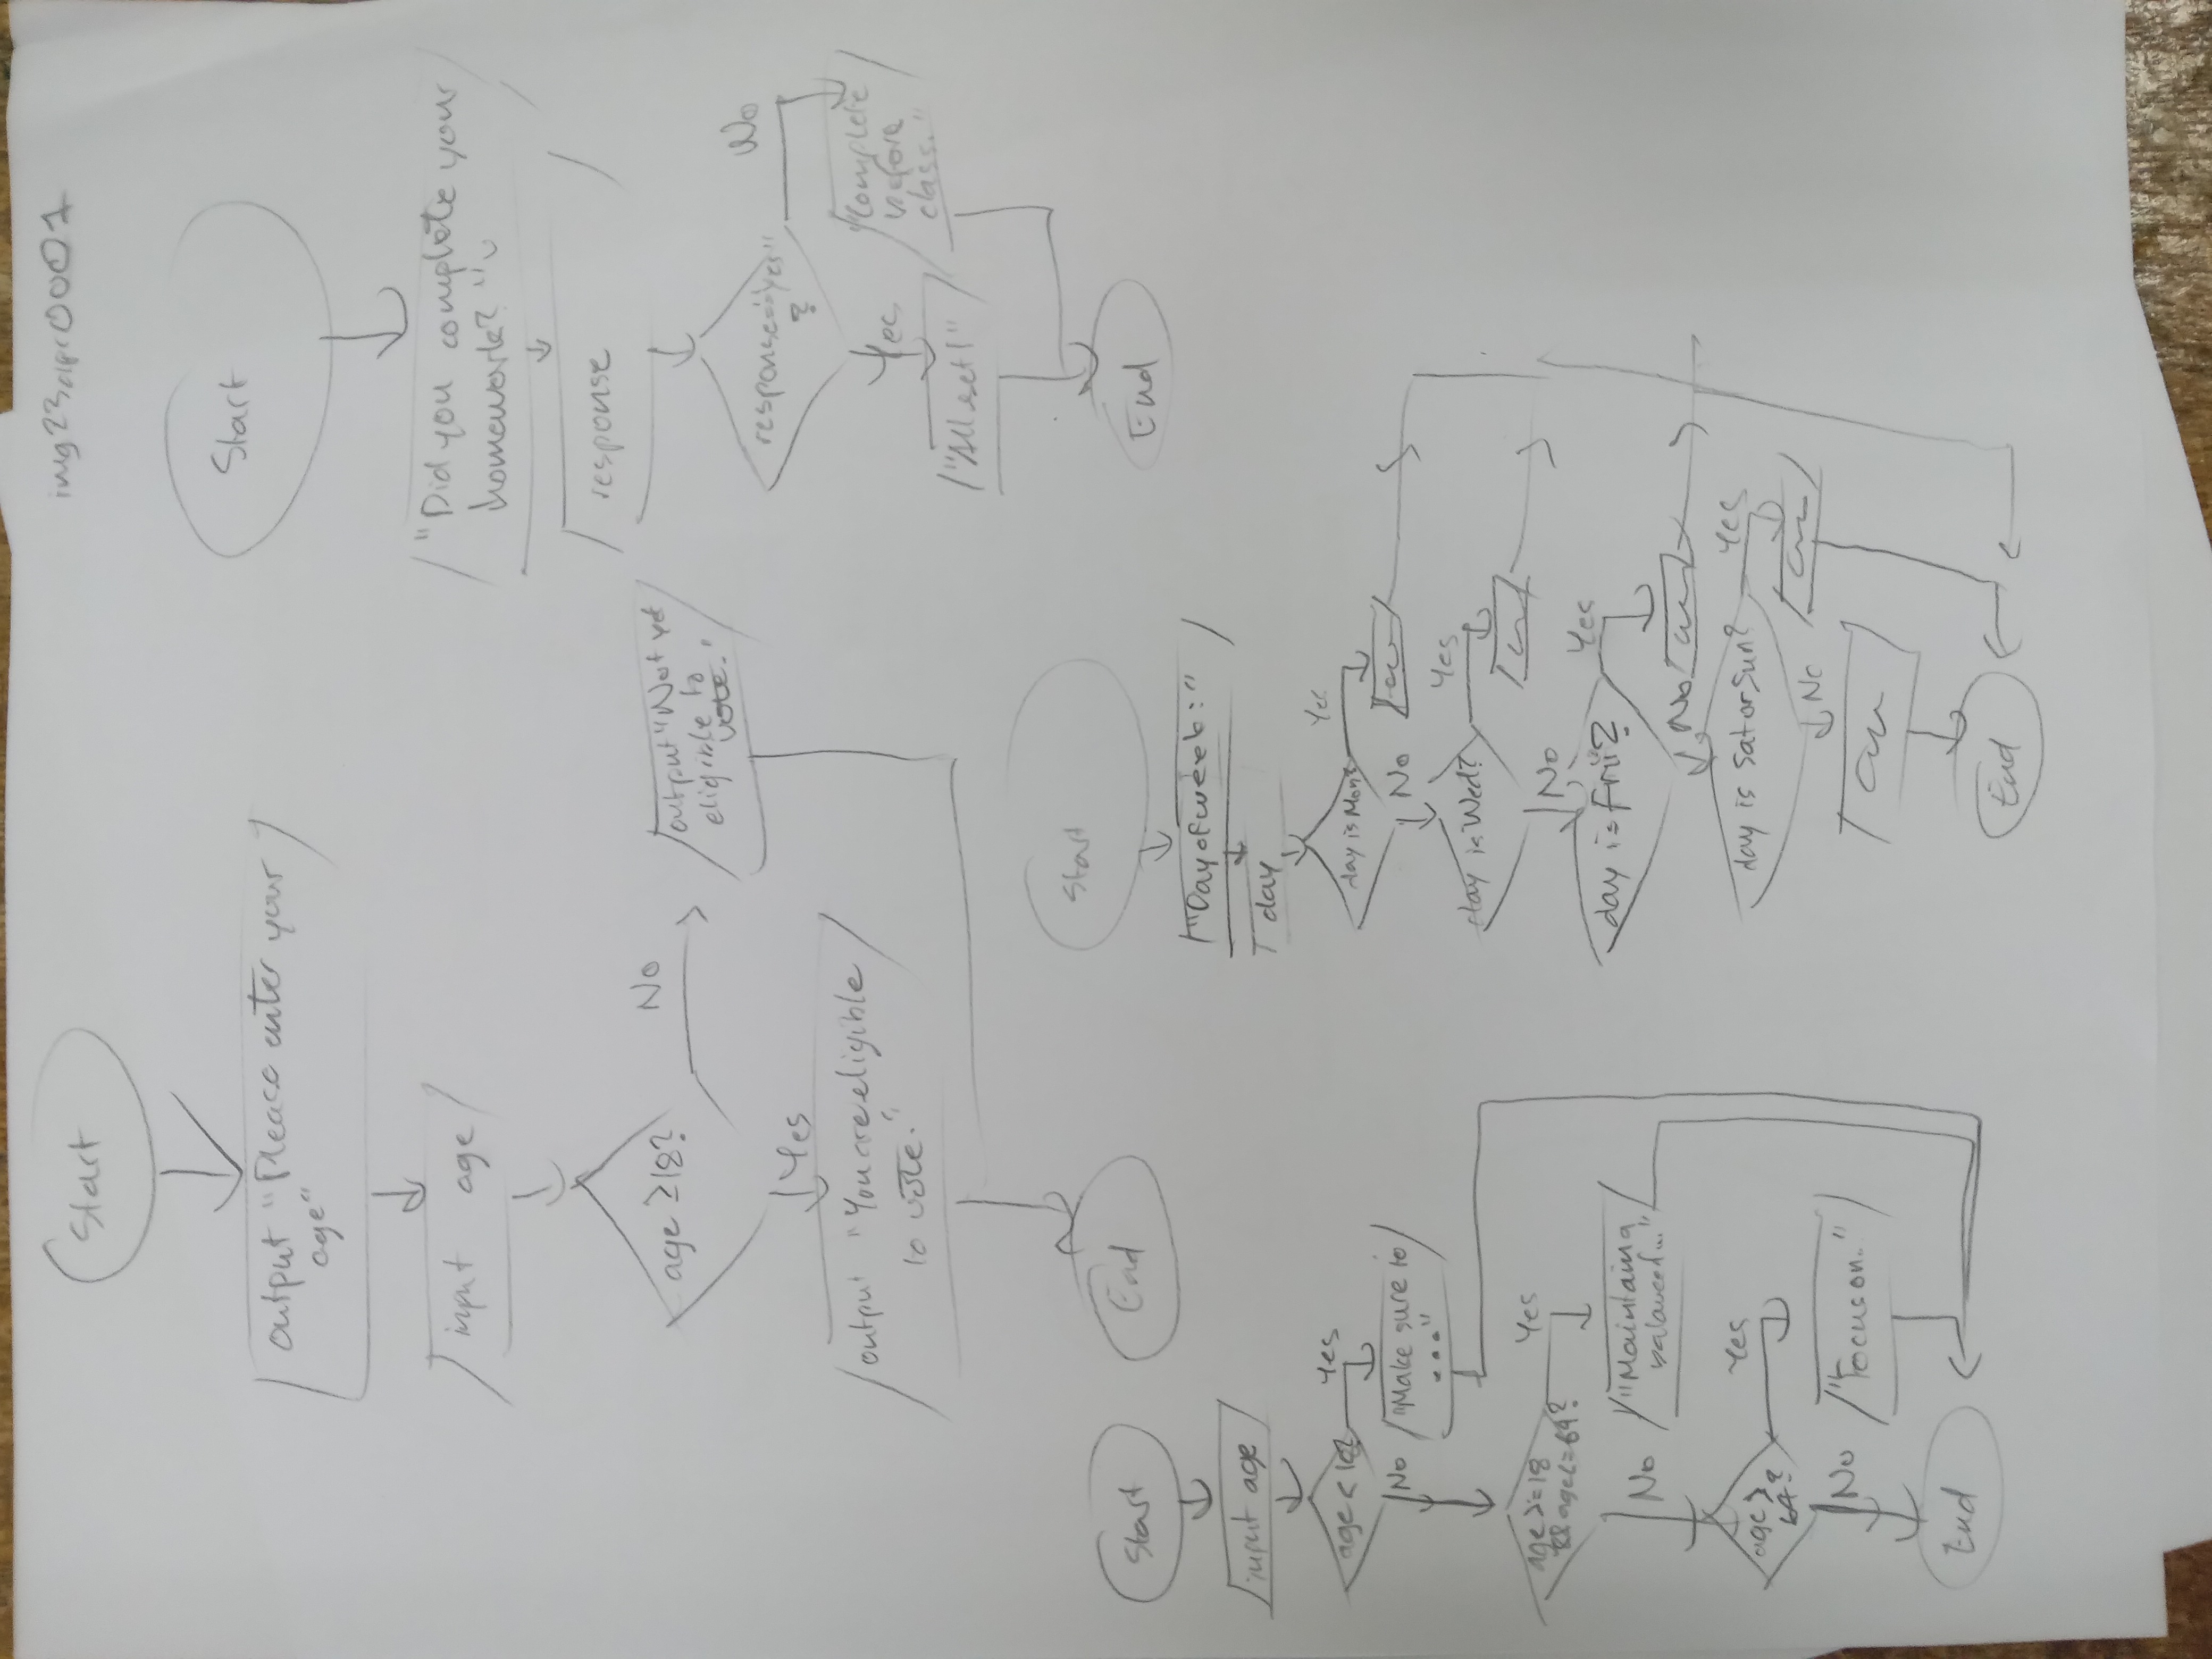 img23apr0001
Start
output "Pleace enter your
age"
input age
age ≥ 18?
No
Yes
output "Not yet
eligible to
vote."
output "You are eligible
to vote."
End
Start
"Did you complete your
homework?"
response
response=="yes"
?
No
Yes
"Complete
before
class."
"All set!"
End
Start
input age
age < 18?
Yes
No
"Make sure to
..."
age >= 18
&& age <= 64?
Yes
No
"Maintaining
balanced..."
age >
64?
Yes
No
"Focus on."
End
Start
"Day of week:"
day
day is Mon?
Yes
No
day is Wed?
Yes
No
day is Fri?
Yes
No
day is Sat or Sun?
Yes
No
End